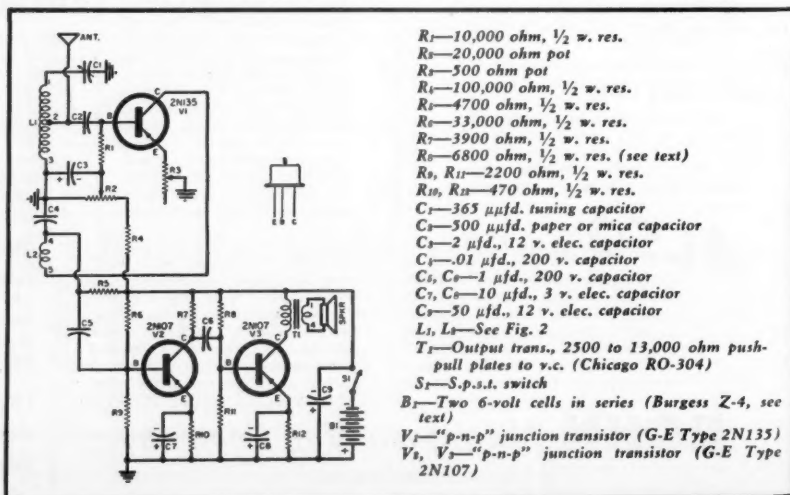 ANT.
C1
1
L1
2
C2
3
C3
+ -
B
C
E
2N135
V1
R1
R2
R3
C4
4
L2
5
R4
B
E B C
R5
R6
R7
R8
C5
C6
2N107
V2
B
C
E
2N107
V3
B
C
E
T1
SPKR
S1
C9
B1
R9
C7
R10
R11
C8
R12
R1—10,000 ohm, 1/2 w. res.
R2—20,000 ohm pot
R3—500 ohm pot
R4—100,000 ohm, 1/2 w. res.
R5—4700 ohm, 1/2 w. res.
R6—33,000 ohm, 1/2 w. res.
R7—3900 ohm, 1/2 w. res.
R8—6800 ohm, 1/2 w. res. (see text)
R9, R11—2200 ohm, 1/2 w. res.
R10, R12—470 ohm, 1/2 w. res.
C1—365 μμfd. tuning capacitor
C2—500 μμfd. paper or mica capacitor
C3—2 μfd., 12 v. elec. capacitor
C4—.01 μfd., 200 v. capacitor
C5, C6—1 μfd., 200 v. capacitor
C7, C8—10 μfd., 3 v. elec. capacitor
C9—50 μfd., 12 v. elec. capacitor
L1, L2—See Fig. 2
T1—Output trans., 2500 to 13,000 ohm push-
pull plates to v.c. (Chicago RO-304)
S1—S.p.s.t. switch
B1—Two 6-volt cells in series (Burgess Z-4, see
text)
V1—"p-n-p" junction transistor (G-E Type 2N135)
V2, V3—"p-n-p" junction transistor (G-E Type
2N107)